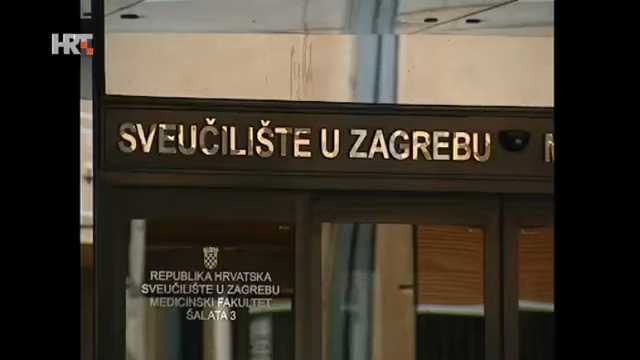 HRT
SVEUČILIŠTE U ZAGREBU
REPUBLIKA HRVATSKA
SVEUČILIŠTE U ZAGREBU
MEDICINSKI FAKULTET
ŠALATA 3